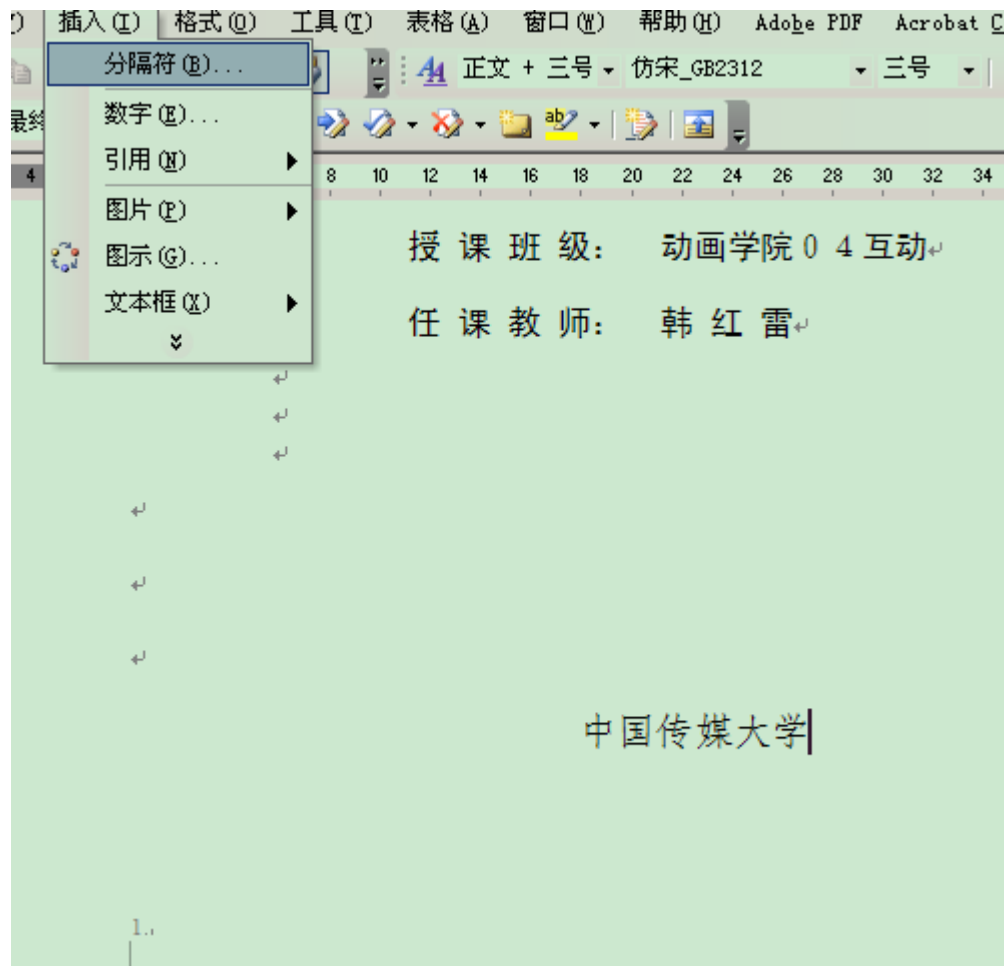 插入(I) 格式(O) 工具(T) 表格(A) 窗口(W) 帮助(H) Adobe PDF Acrobat C
分隔符(B)... 正文 + 三号 仿宋_GB2312 三号
数字(E)...
引用(N)
4 8 10 12 14 16 18 20 22 24 26 28 30 32 34
图片(P)
图示(G)...
文本框(X)
授 课 班 级: 动画学院04互动
任 课 教 师: 韩 红 雷
中国传媒大学
1.